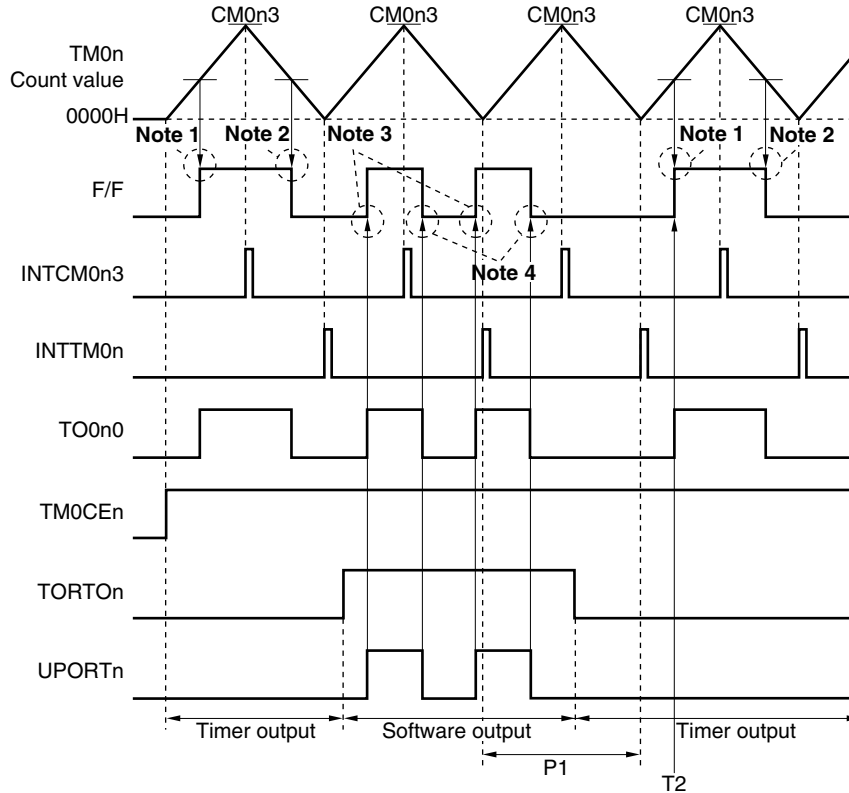 CM0n3 CM0n3 CM0n3 CM0n3
TM0n
Count value
0000H
Note 1 Note 2 Note 3 Note 1 Note 2
F/F
Note 4
INTCM0n3
INTTM0n
TO0n0
TM0CEn
TORTOn
UPORTn
Timer output Software output Timer output
P1
T2